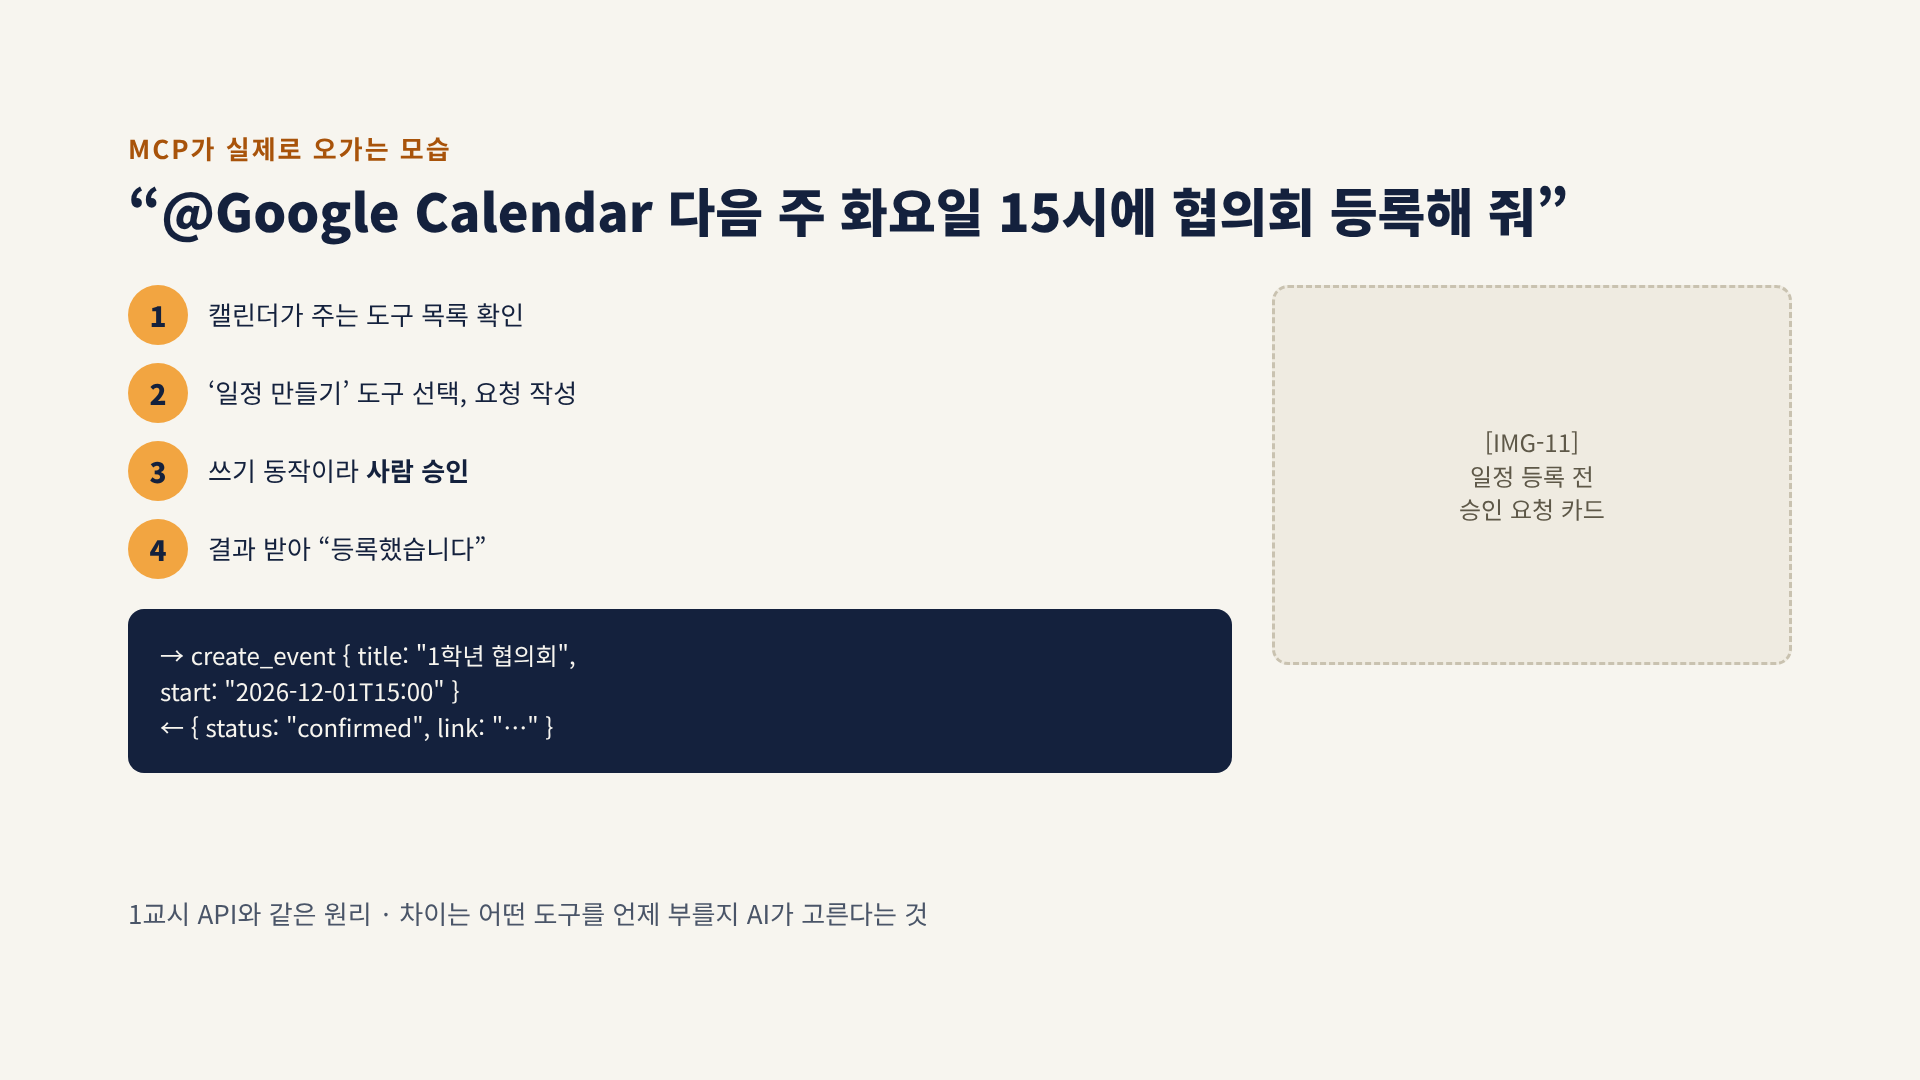 MCP가 실제로 오가는 모습
“@Google Calendar 다음 주 화요일 15시에 협의회 등록해 줘”
1 캘린더가 주는 도구 목록 확인
2 ‘일정 만들기’ 도구 선택, 요청 작성
3 쓰기 동작이라 사람 승인
4 결과 받아 “등록했습니다”
→ create_event { title: "1학년 협의회",
start: "2026-12-01T15:00" }
← { status: "confirmed", link: "⋯" }
[IMG-11]
일정 등록 전
승인 요청 카드
1교시 API와 같은 원리 · 차이는 어떤 도구를 언제 부를지 AI가 고른다는 것